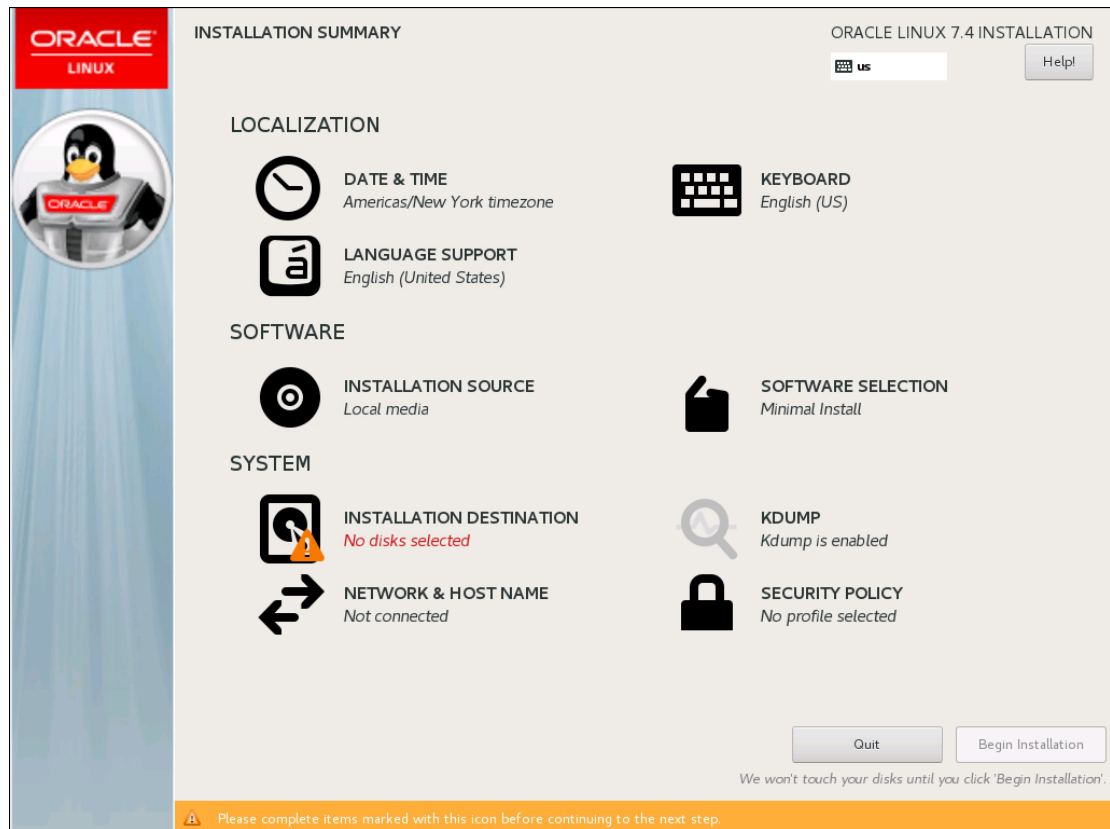 ORACLE
LINUX
INSTALLATION SUMMARY
ORACLE LINUX 7.4 INSTALLATION
us
Help!
ORACLE
LOCALIZATION
DATE & TIME
Americas/New York timezone
KEYBOARD
English (US)
á
LANGUAGE SUPPORT
English (United States)
SOFTWARE
INSTALLATION SOURCE
Local media
SOFTWARE SELECTION
Minimal Install
SYSTEM
INSTALLATION DESTINATION
No disks selected
KDUMP
Kdump is enabled
NETWORK & HOST NAME
Not connected
SECURITY POLICY
No profile selected
Quit
Begin Installation
We won't touch your disks until you click 'Begin Installation'.
Please complete items marked with this icon before continuing to the next step.